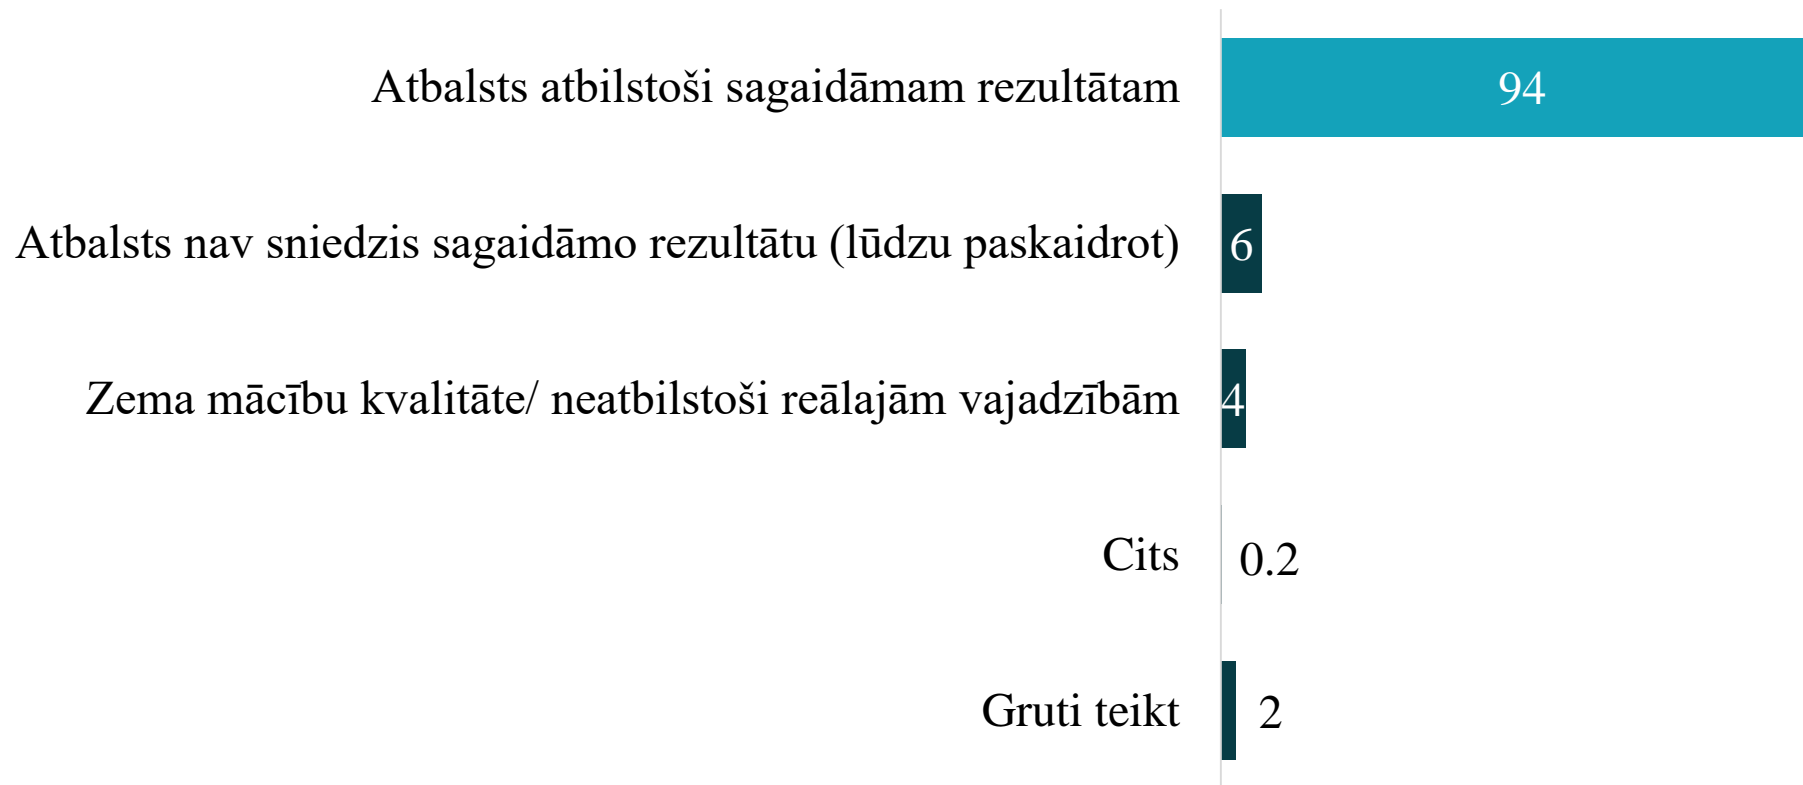 Atbalsts atbilstoši sagaidāmam rezultātam 94
Atbalsts nav sniedzis sagaidāmo rezultātu (lūdzu paskaidrot) 6
Zema mācību kvalitāte/ neatbilstoši reālajām vajadzībām 4
Cits 0.2
Gruti teikt 2